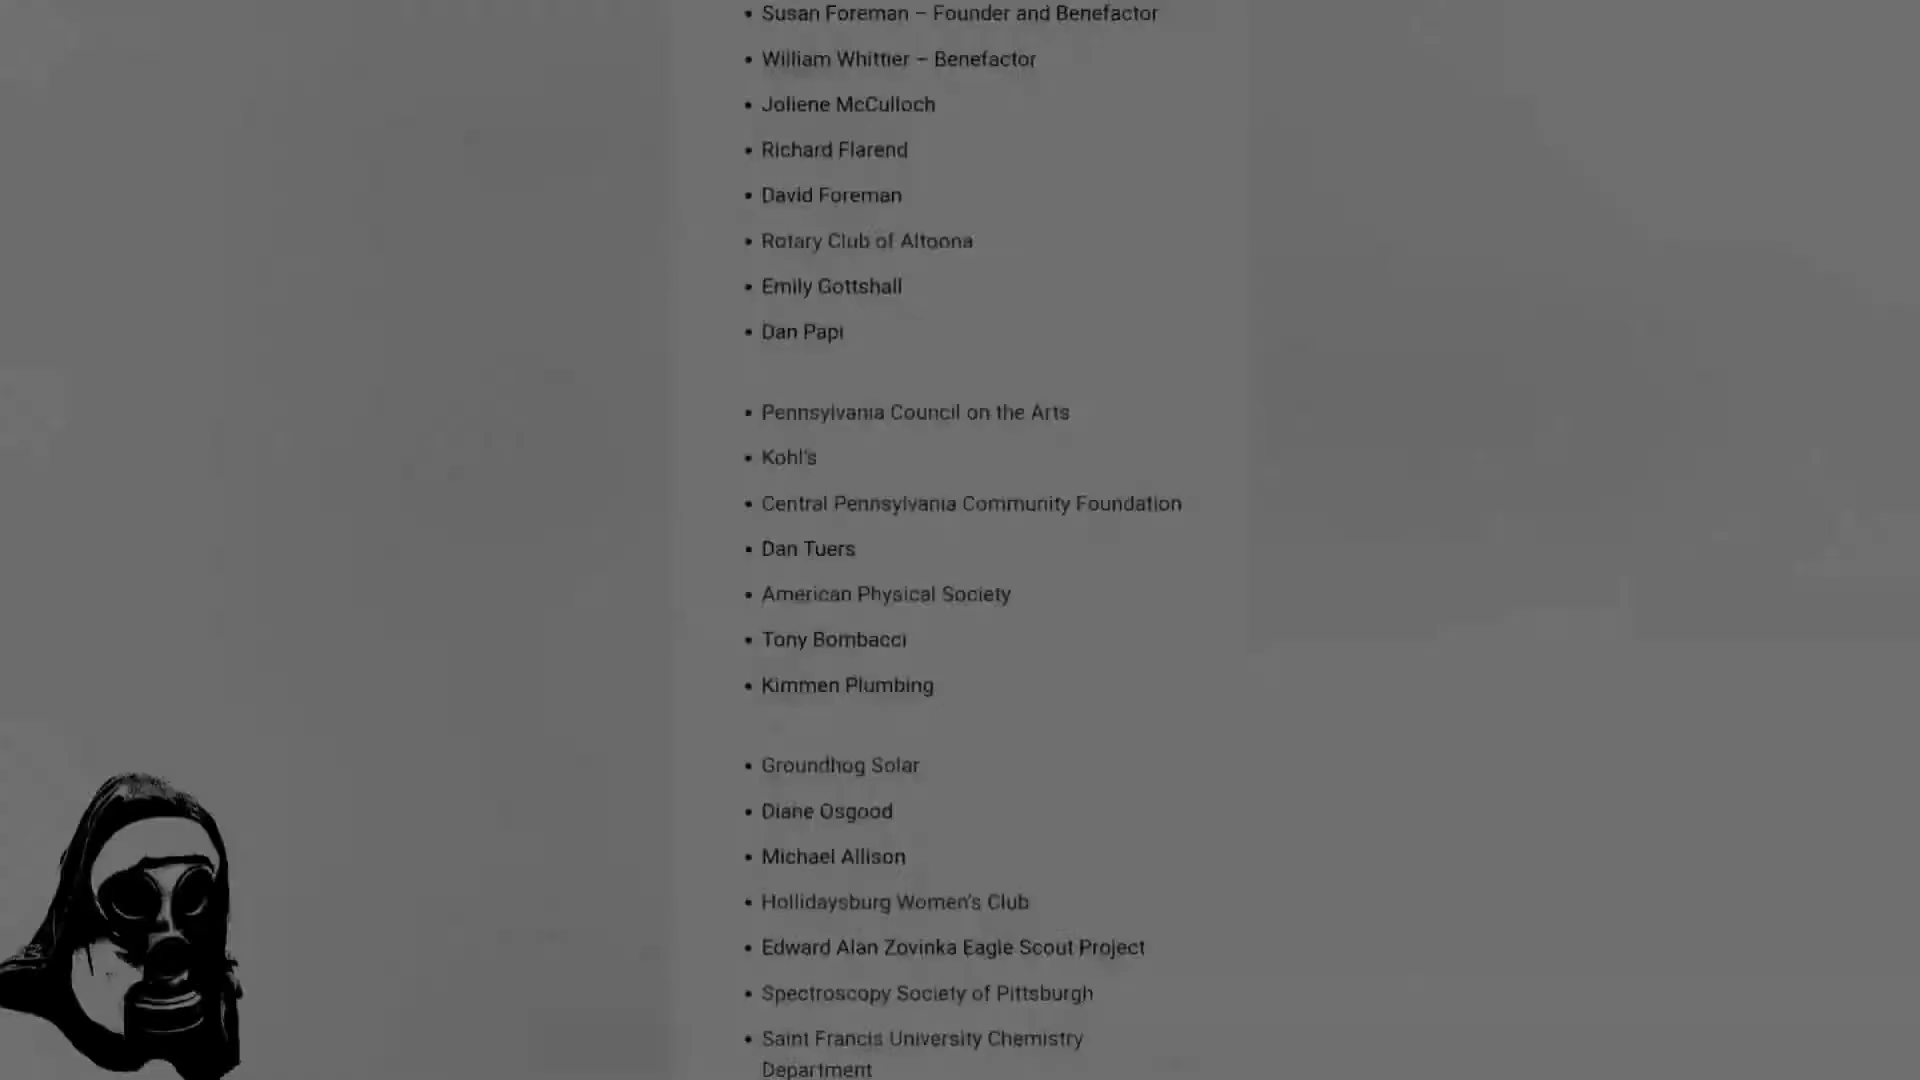 • Susan Foreman – Founder and Benefactor
• William Whittier – Benefactor
• Joliene McCulloch
• Richard Flarend
• David Foreman
• Rotary Club of Altoona
• Emily Gottshall
• Dan Papi
• Pennsylvania Council on the Arts
• Kohl's
• Central Pennsylvania Community Foundation
• Dan Tuers
• American Physical Society
• Tony Bombacci
• Kimmen Plumbing
• Groundhog Solar
• Diane Osgood
• Michael Allison
• Hollidaysburg Women's Club
• Edward Alan Zovinka Eagle Scout Project
• Spectroscopy Society of Pittsburgh
• Saint Francis University Chemistry
Department